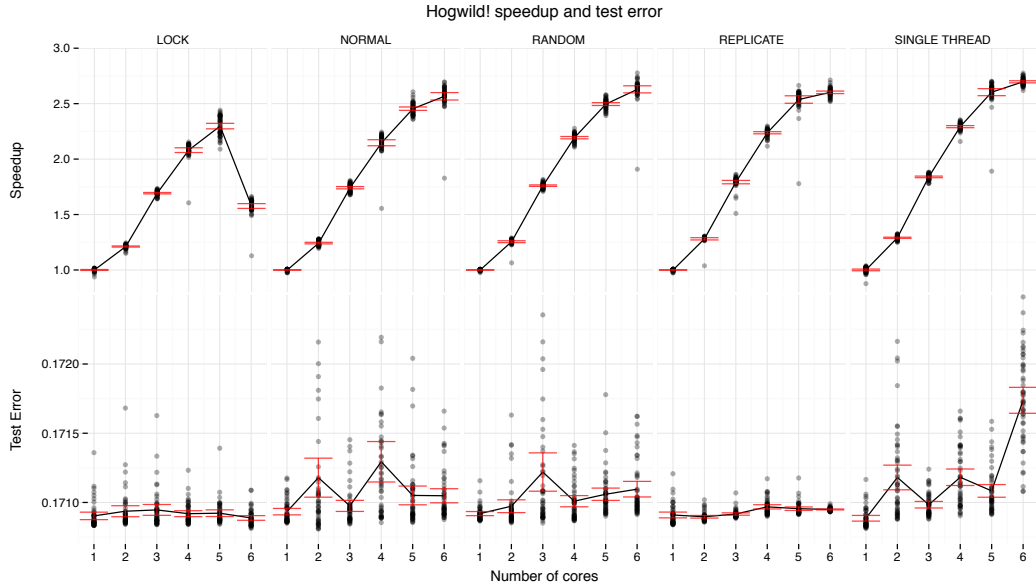 Hogwild! speedup and test error
LOCK NORMAL RANDOM REPLICATE SINGLE THREAD
3.0
2.5
2.0
1.5
1.0
Speedup
0.1720
0.1715
0.1710
Test Error
1 2 3 4 5 6 1 2 3 4 5 6 1 2 3 4 5 6 1 2 3 4 5 6 1 2 3 4 5 6
Number of cores